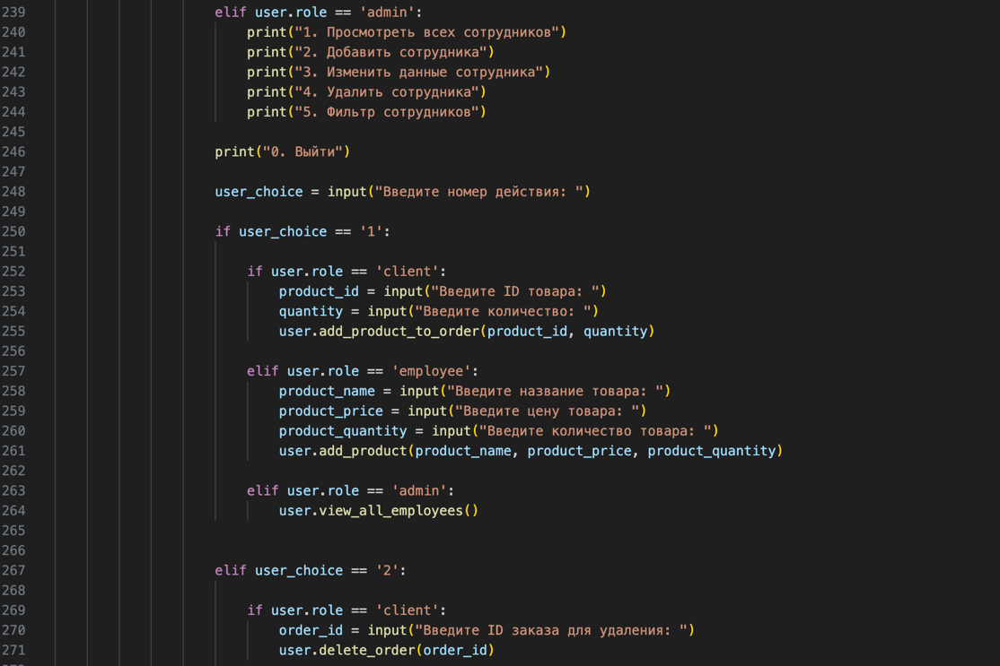 239 elif user.role == 'admin':
240 print("1. Просмотреть всех сотрудников")
241 print("2. Добавить сотрудника")
242 print("3. Изменить данные сотрудника")
243 print("4. Удалить сотрудника")
244 print("5. Фильтр сотрудников")
245
246 print("0. Выйти")
247
248 user_choice = input("Введите номер действия: ")
249
250 if user_choice == '1':
251
252 if user.role == 'client':
253 product_id = input("Введите ID товара: ")
254 quantity = input("Введите количество: ")
255 user.add_product_to_order(product_id, quantity)
256
257 elif user.role == 'employee':
258 product_name = input("Введите название товара: ")
259 product_price = input("Введите цену товара: ")
260 product_quantity = input("Введите количество товара: ")
261 user.add_product(product_name, product_price, product_quantity)
262
263 elif user.role == 'admin':
264 user.view_all_employees()
265
266
267 elif user_choice == '2':
268
269 if user.role == 'client':
270 order_id = input("Введите ID заказа для удаления: ")
271 user.delete_order(order_id)